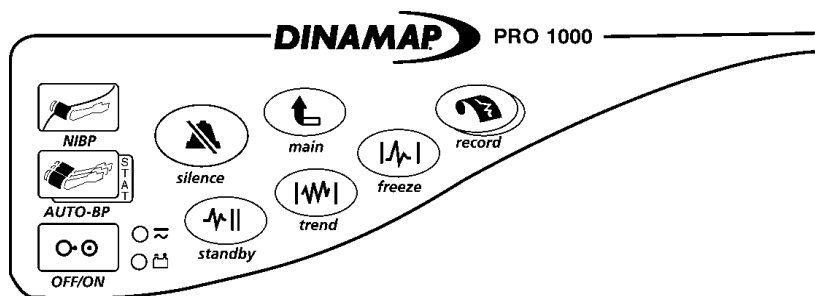 DINAMAP PRO 1000
NIBP
STAT
AUTO-BP
OFF/ON
silence
main
record
freeze
trend
standby